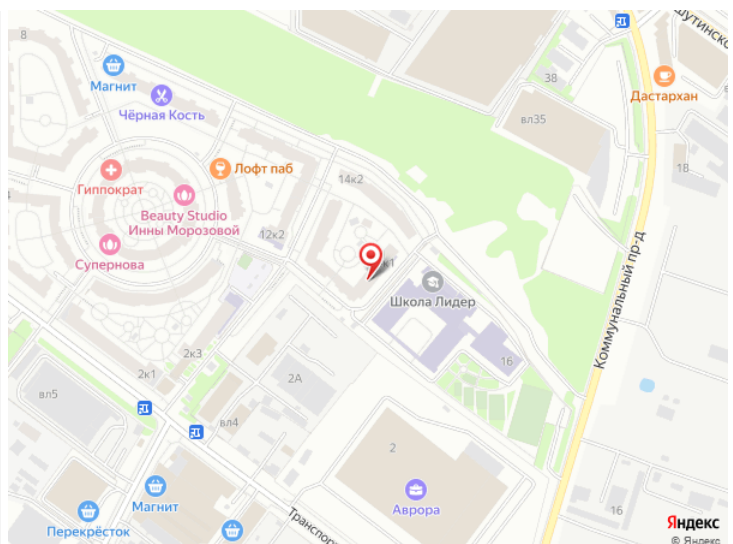 8
Магнит
Чёрная Кость
38
Дастархан
вл35
18
Гиппократ
Лофт паб
14к2
Beauty Studio
Инны Морозовой
12к2
Супернова
Школа Лидер
Коммунальный пр-д
2к3
2к1
2А
16
вл5
вл4
2
Аврора
Магнит
Перекрёсток
16
Яндекс
© Яндекс